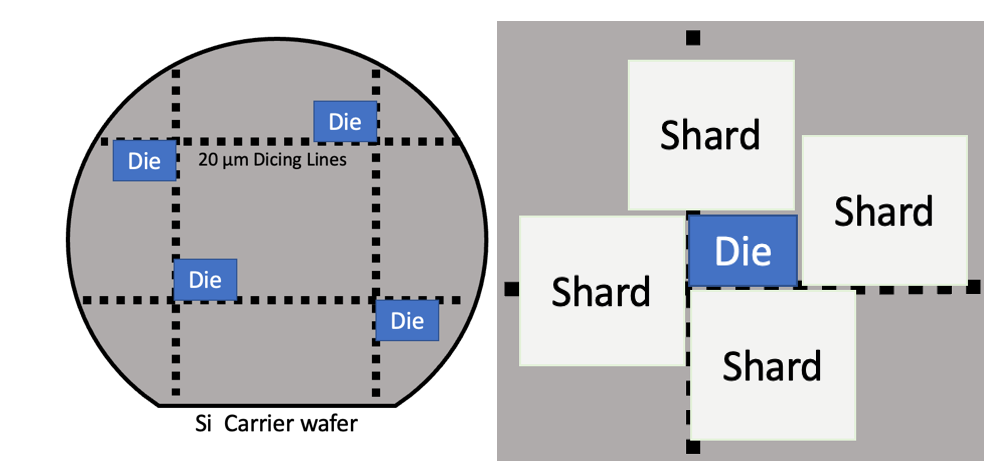 Die
Die
20 µm Dicing Lines
Die
Die
Si  Carrier wafer
Shard
Shard
Die
Shard
Shard